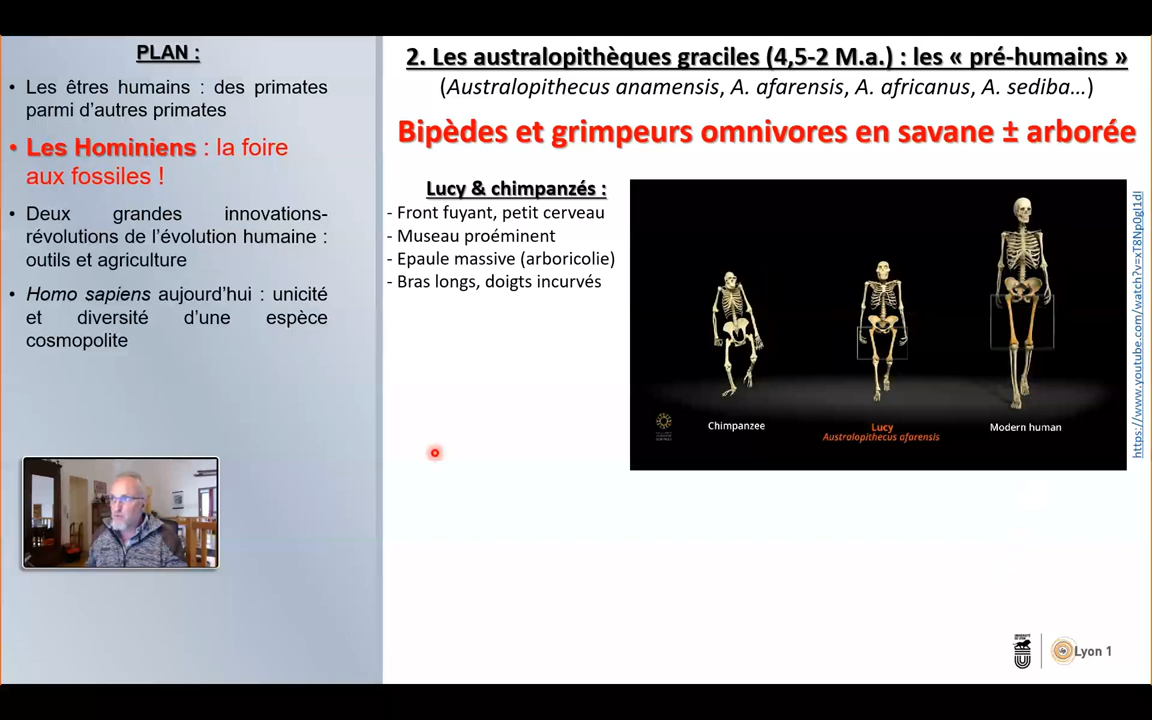 PLAN :
• Les êtres humains : des primates
parmi d'autres primates
• Les Hominiens : la foire
aux fossiles !
• Deux grandes innovations-
révolutions de l'évolution humaine :
outils et agriculture
• Homo sapiens aujourd'hui : unicité
et diversité d'une espèce
cosmopolite
2. Les australopithèques graciles (4,5-2 M.a.) : les « pré-humains »
(Australopithecus anamensis, A. afarensis, A. africanus, A. sediba…)
Bipèdes et grimpeurs omnivores en savane ± arborée
Lucy & chimpanzés :
- Front fuyant, petit cerveau
- Museau proéminent
- Epaule massive (arboricolie)
- Bras longs, doigts incurvés
Chimpanzee
Lucy
Australopithecus afarensis
Modern human
https://www.youtube.com/watch?v=xT8Np0gI1dI
Lyon 1